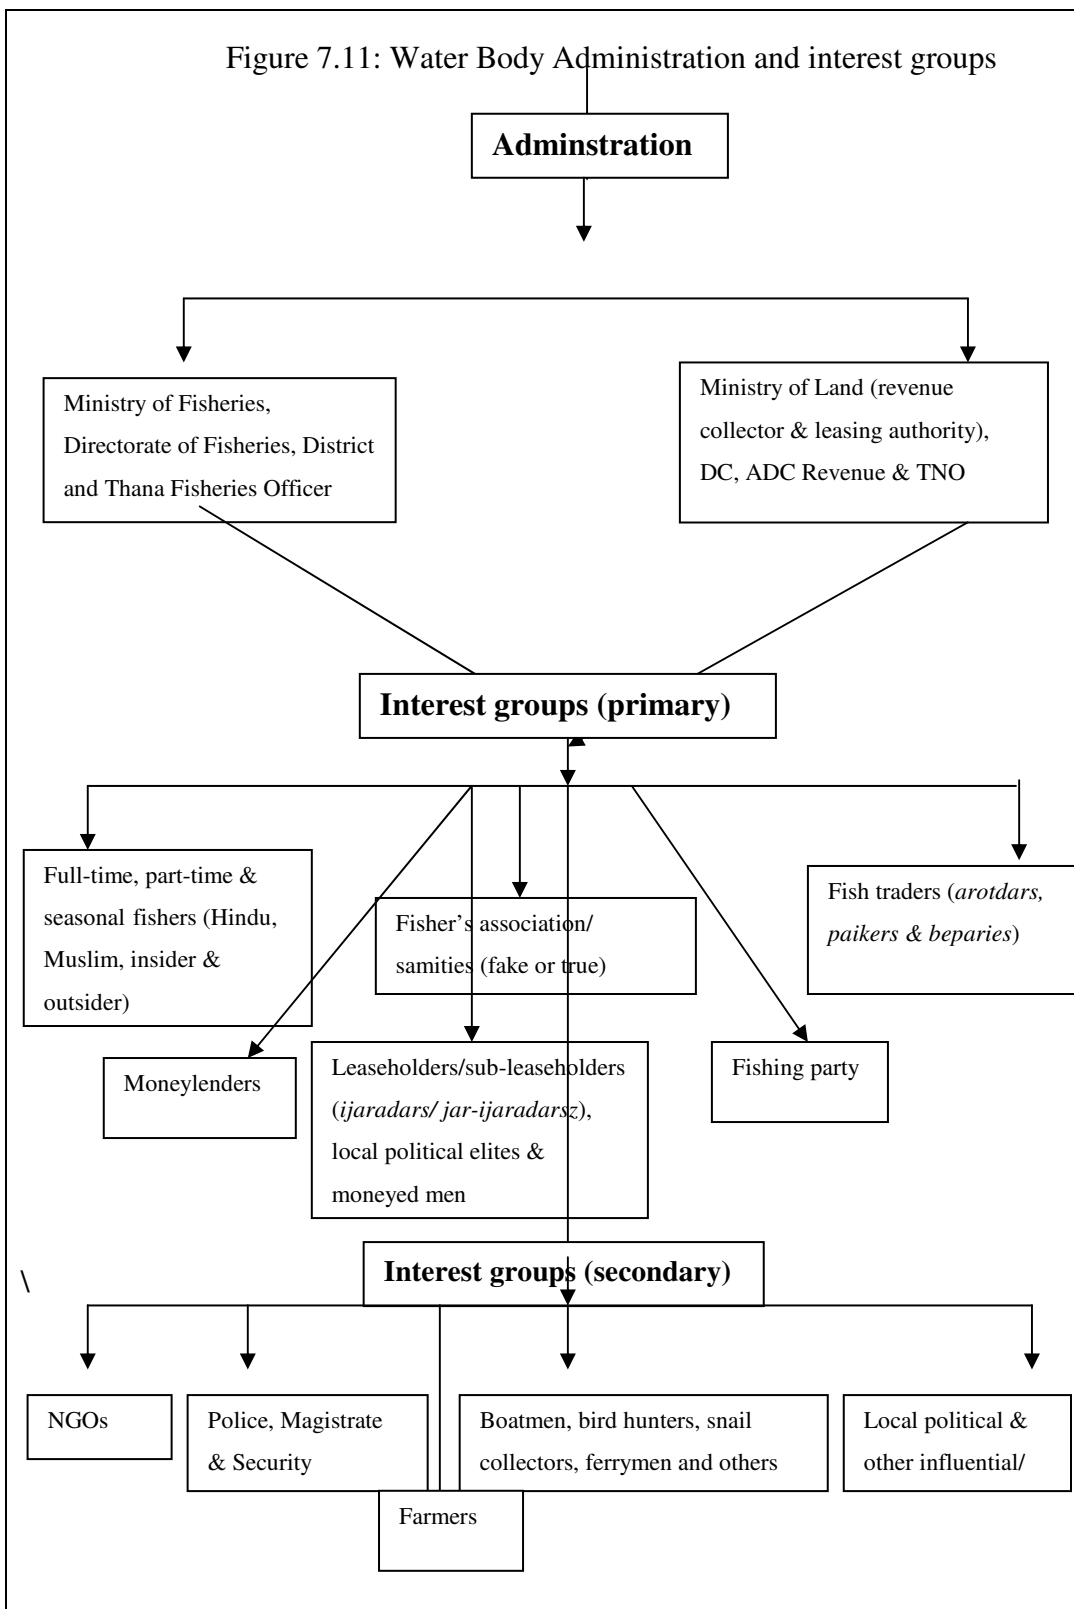 Figure 7.11: Water Body Administration and interest groups
Adminstration
Ministry of Fisheries,
Directorate of Fisheries, District
and Thana Fisheries Officer
Ministry of Land (revenue
collector & leasing authority),
DC, ADC Revenue & TNO
Interest groups (primary)
Full-time, part-time &
seasonal fishers (Hindu,
Muslim, insider &
outsider)
Fisher's association/
samities (fake or true)
Fish traders (arotdars,
paikers & beparies)
Moneylenders
Leaseholders/sub-leaseholders
(ijaradars/ jar-ijaradarsz),
local political elites &
moneyed men
Fishing party
Interest groups (secondary)
\
NGOs
Police, Magistrate
& Security
Boatmen, bird hunters, snail
collectors, ferrymen and others
Local political &
other influential/
Farmers